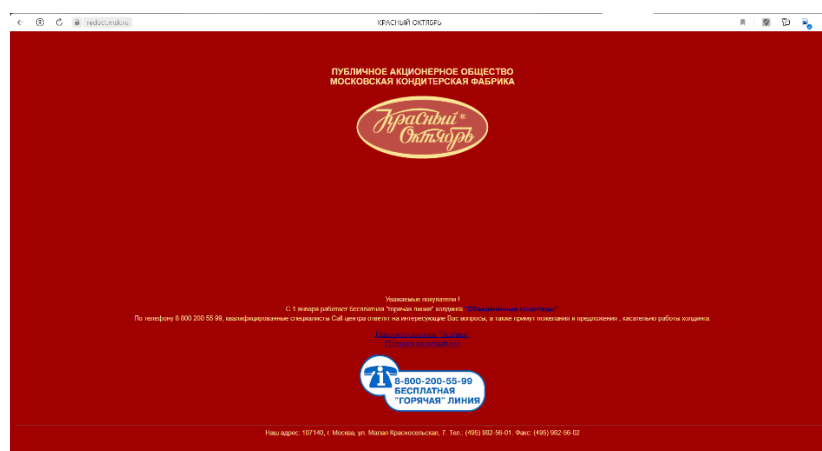 redoct.msk.ru
КРАСНЫЙ ОКТЯБРЬ
ПУБЛИЧНОЕ АКЦИОНЕРНОЕ ОБЩЕСТВО
МОСКОВСКАЯ КОНДИТЕРСКАЯ ФАБРИКА
Красный®
Октябрь
Уважаемые покупатели !
С 1 января работает бесплатная "горячая линия" холдинга "Объединенные кондитеры"
По телефону 8 800 200 55 99, квалифицированные специалисты Call центра ответят на интересующие Вас вопросы, а также примут пожелания и предложения , касательно работы холдинга.
8-800-200-55-99
БЕСПЛАТНАЯ
"ГОРЯЧАЯ" ЛИНИЯ
Наш адрес: 107140, г. Москва, ул. Малая Красносельская, 7. Тел.: (495) 982-56-01. Факс: (495) 982-56-02